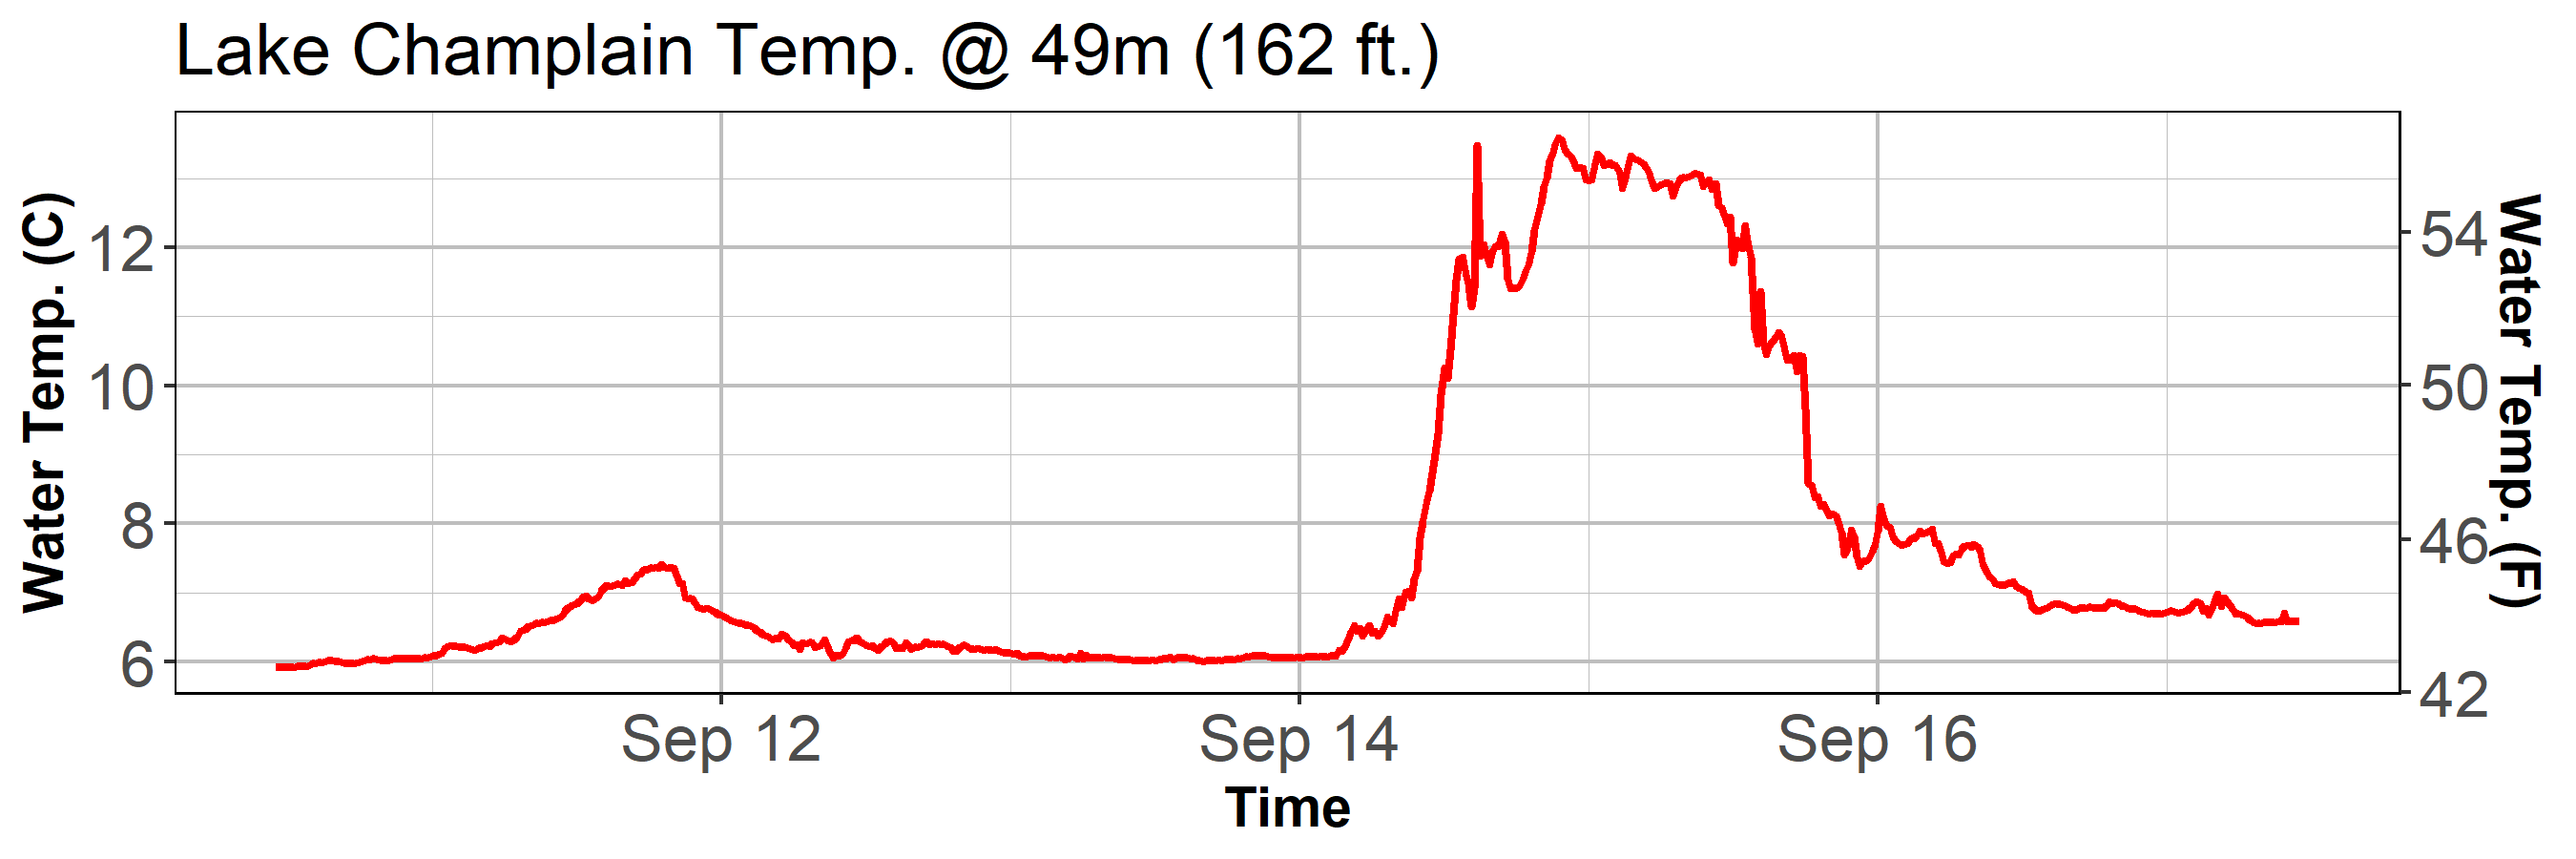 Lake Champlain Temp. @ 49m (162 ft.)
Water Temp. (C)
12
10
8
6
54
50
46
42
Water Temp. (F)
Sep 12
Sep 14
Sep 16
Time